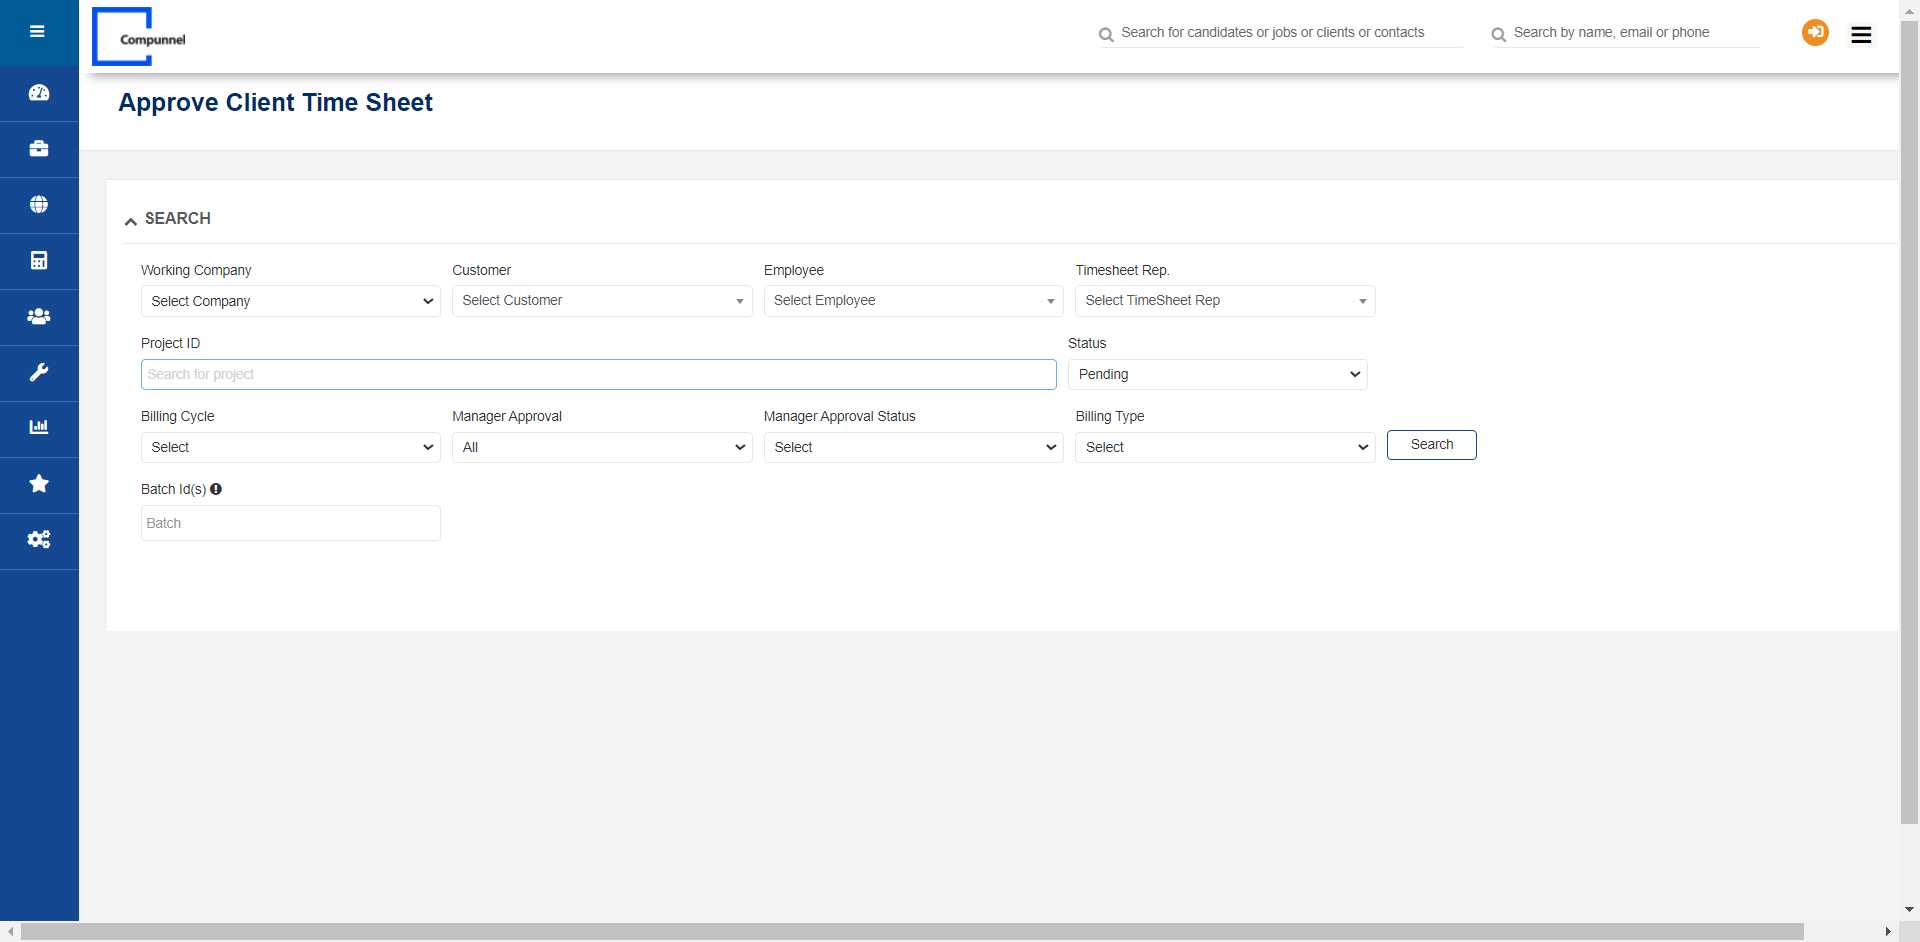 Compunnel
Search for candidates or jobs or clients or contacts
Search by name, email or phone
Approve Client Time Sheet
SEARCH
Working Company
Customer
Employee
Timesheet Rep.
Select Company
Select Customer
Select Employee
Select TimeSheet Rep
Project ID
Status
Search for project
Pending
Billing Cycle
Manager Approval
Manager Approval Status
Billing Type
Select
All
Select
Select
Search
Batch Id(s)
Batch